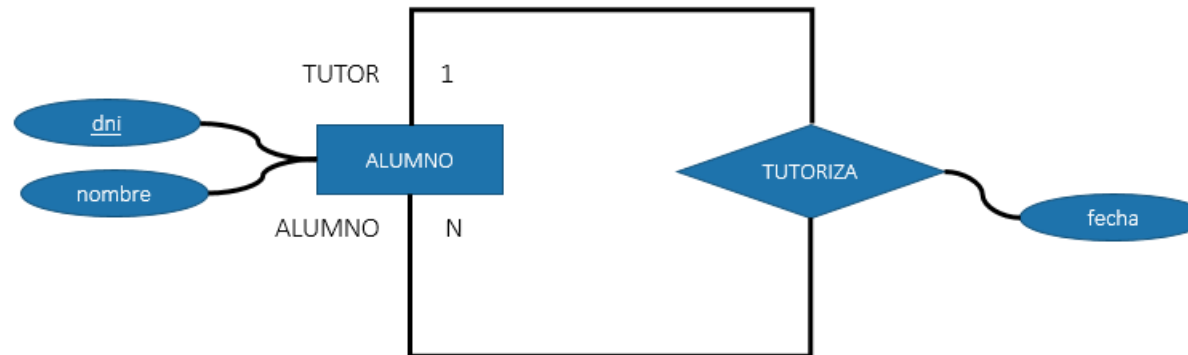 TUTOR 1
dni
ALUMNO
TUTORIZA
nombre
fecha
ALUMNO N